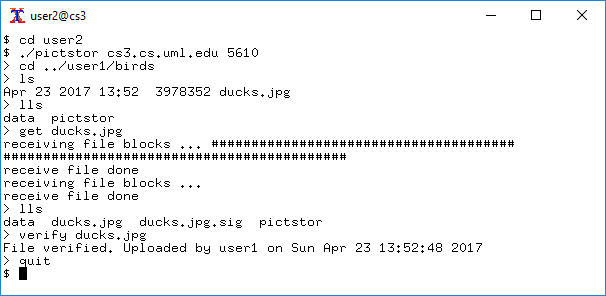 user2@cs3
$ cd user2
$ ./pictstor cs3.cs.uml.edu 5610
> cd ../user1/birds
> ls
Apr 23 2017 13:52  3978352 ducks.jpg
> lls
data  pictstor
> get ducks.jpg
receiving file blocks ... ######################################
###########################################
receive file done
receiving file blocks ...
receive file done
> lls
data  ducks.jpg  ducks.jpg.sig  pictstor
> verify ducks.jpg
File verified. Uploaded by user1 on Sun Apr 23 13:52:48 2017
> quit
$